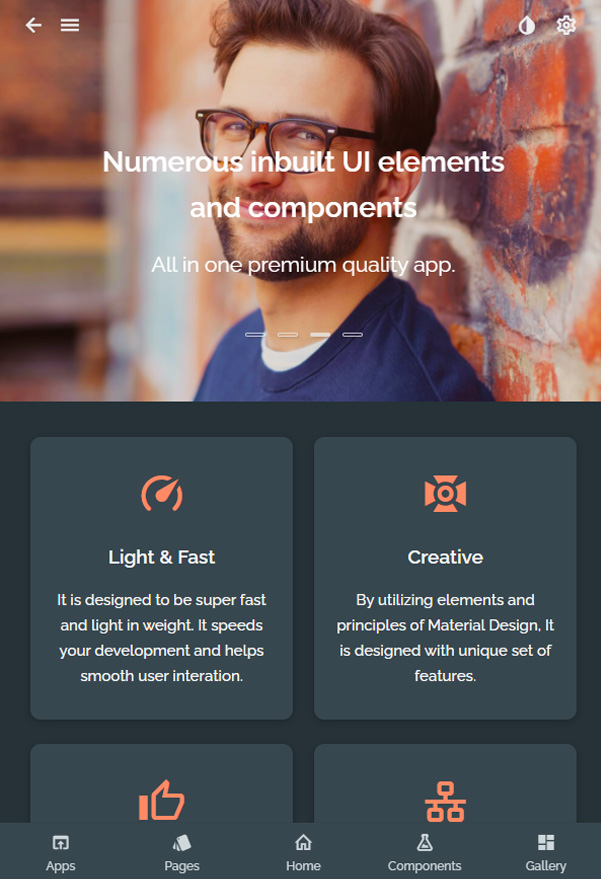 Numerous inbuilt UI elements
and components
All in one premium quality app.
Light & Fast
It is designed to be super fast
and light in weight. It speeds
your development and helps
smooth user interation.
Creative
By utilizing elements and
principles of Material Design, It
is designed with unique set of
features.
Apps
Pages
Home
Components
Gallery